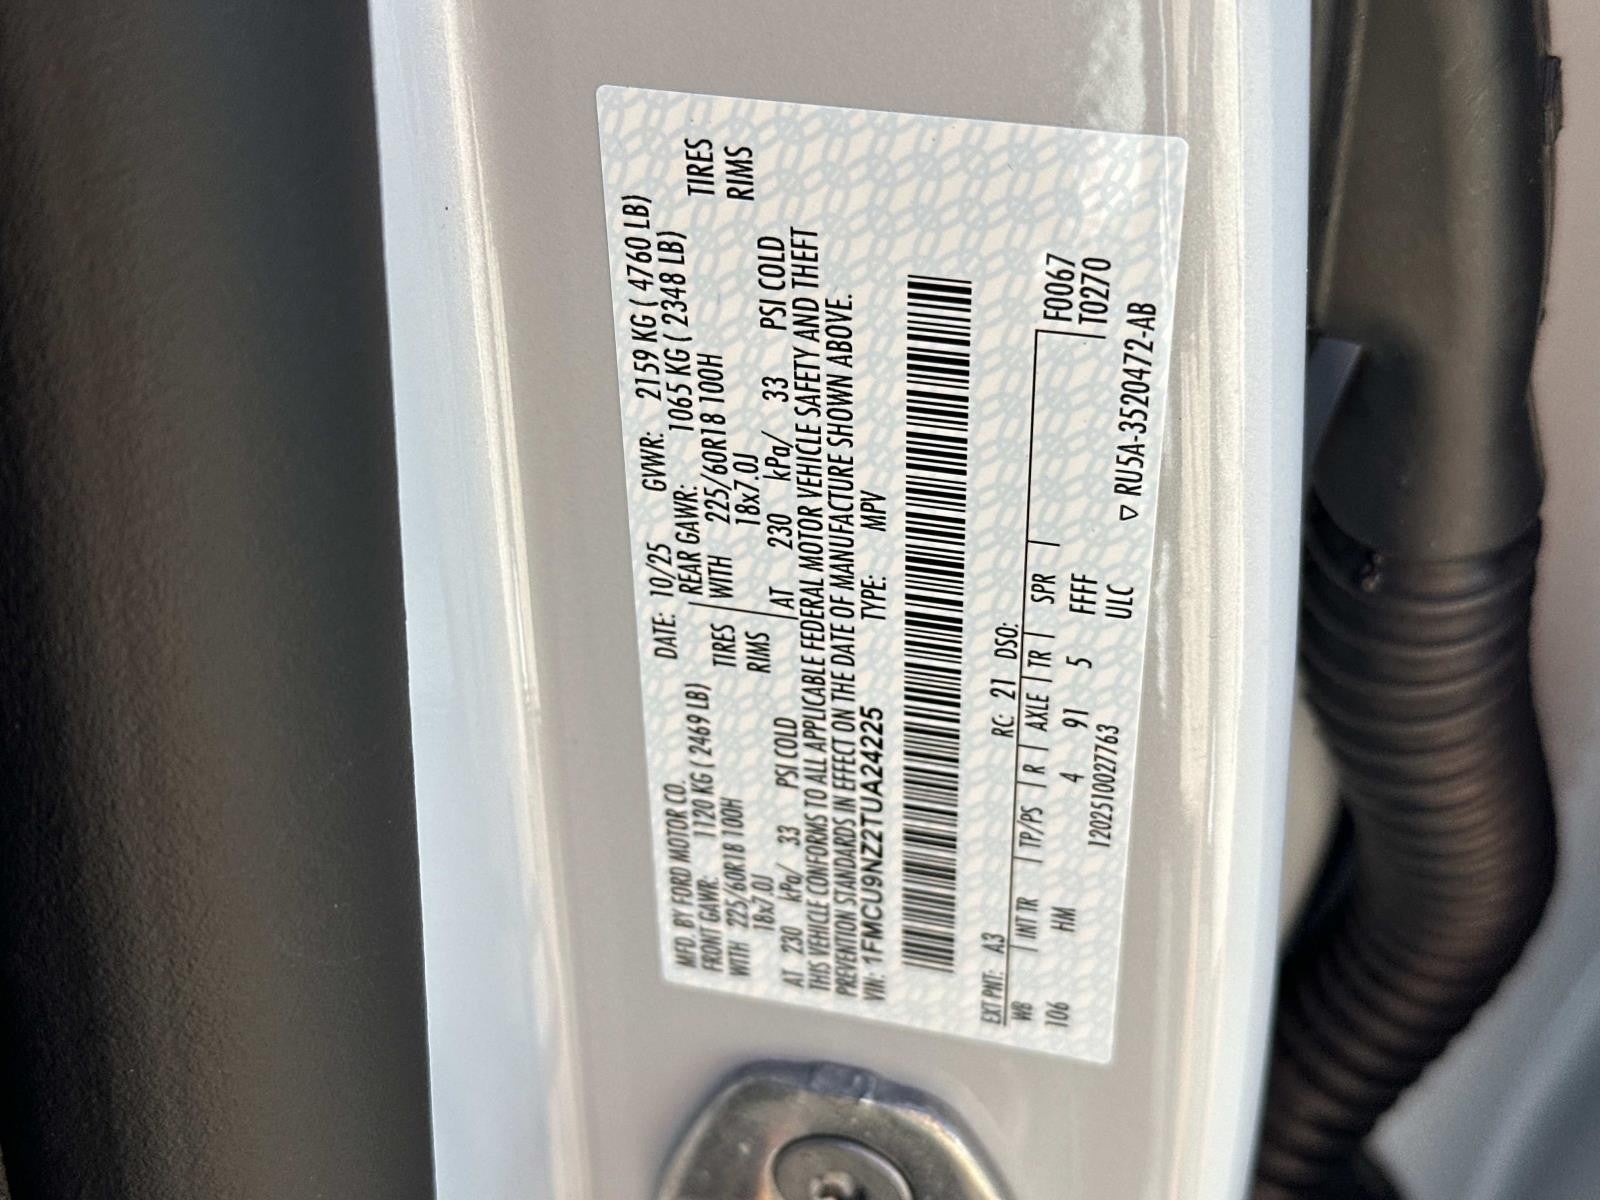 MFD. BY FORD MOTOR CO. DATE: 10/25 GVWR: 2159 KG ( 4760 LB)
FRONT GAWR: 1120 KG ( 2469 LB) REAR GAWR: 1065 KG ( 2348 LB)
WITH 225/60R18 100H TIRES WITH 225/60R18 100H TIRES
18x7.0J RIMS 18x7.0J RIMS
AT 230 kPa/ 33 PSI COLD AT 230 kPa/ 33 PSI COLD
THIS VEHICLE CONFORMS TO ALL APPLICABLE FEDERAL MOTOR VEHICLE SAFETY AND THEFT
PREVENTION STANDARDS IN EFFECT ON THE DATE OF MANUFACTURE SHOWN ABOVE.
VIN: 1FMCU9NZ2TUA24225 TYPE: MPV
EXT PNT: A3 RC: 21 DSO:
WB INT TR TP/PS R AXLE TR SPR F0067
106 HM 4 91 5 FFFF T0270
120251002763 ULC
▽ RU5A-3520472-AB